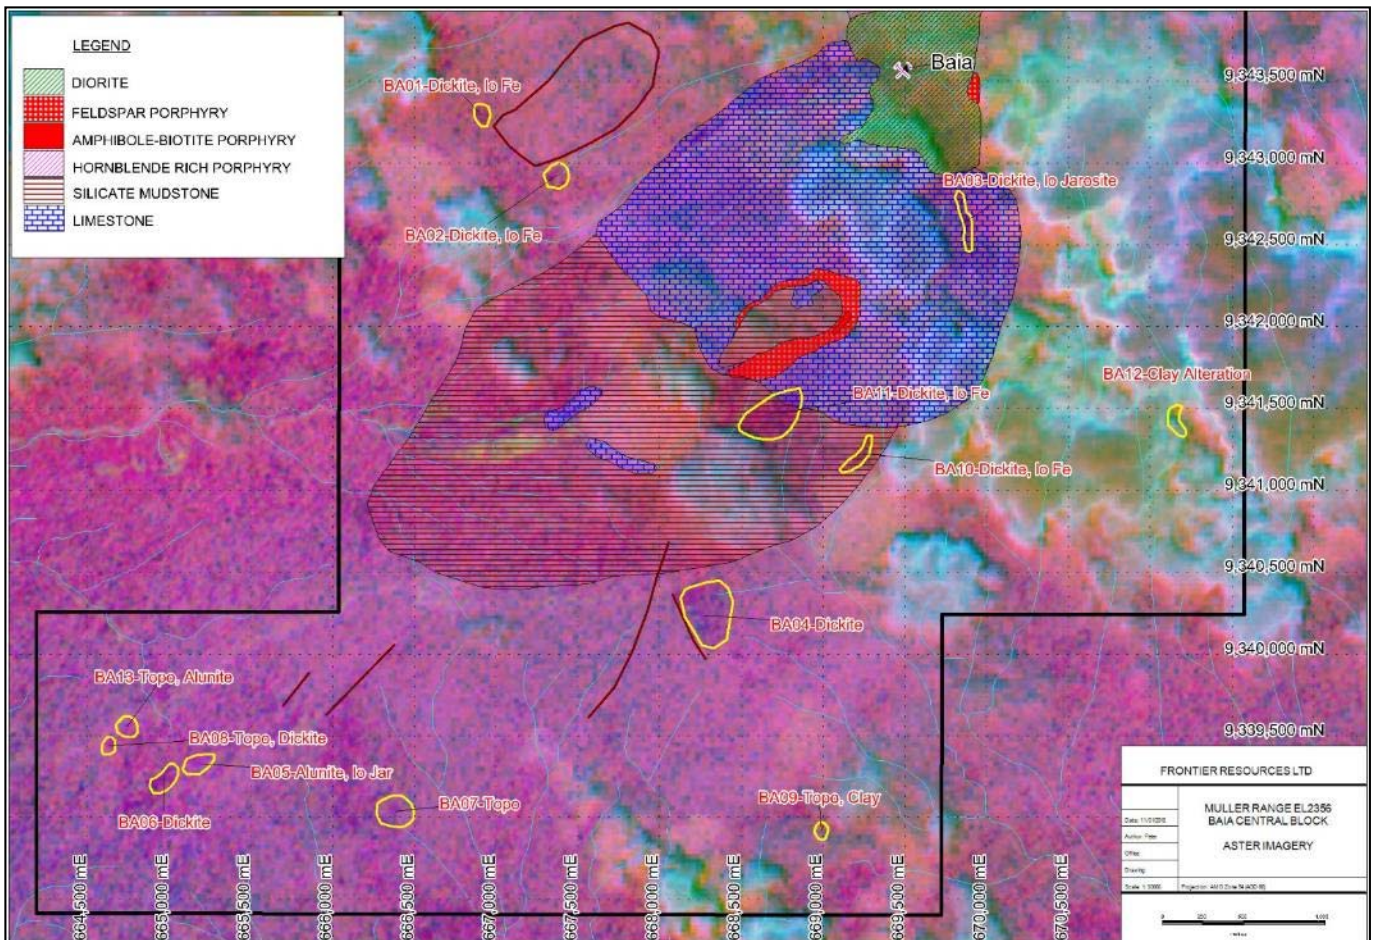 LEGEND
DIORITE
FELDSPAR PORPHYRY
AMPHIBOLE-BIOTITE PORPHYRY
HORNBLENDE RICH PORPHYRY
SILICATE MUDSTONE
LIMESTONE
Baia
9,343,500 mN
BA01-Dickite, lo Fe
9,343,000 mN
BA03-Dickite, lo Jarosite
BA02-Dickite, lo Fe
9,342,500 mN
9,342,000 mN
BA12-Clay Alteration
BA11-Dickite, lo Fe
9,341,500 mN
BA10-Dickite, lo Fe
9,341,000 mN
9,340,500 mN
BA04-Dickite
9,340,000 mN
BA13-Topo, Alunite
BA08-Topo, Dickite
9,339,500 mN
BA05-Alunite, lo Jar
BA06-Dickite
BA07-Topo
BA09-Topo, Clay
664,500 mE
665,000 mE
665,500 mE
666,000 mE
666,500 mE
667,000 mE
667,500 mE
668,000 mE
668,500 mE
669,000 mE
669,500 mE
670,000 mE
670,500 mE
FRONTIER RESOURCES LTD
MULLER RANGE EL2356
BAIA CENTRAL BLOCK
ASTER IMAGERY
Date:
Author:
Office:
Drawing:
Scale:
Projection:
0